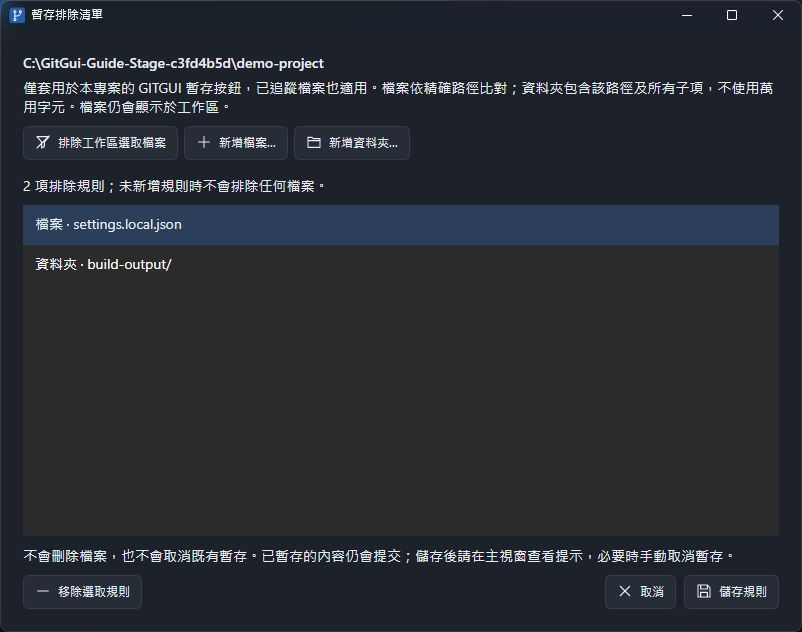 暫存排除清單
C:\GitGui-Guide-Stage-c3fd4b5d\demo-project
僅套用於本專案的 GITGUI 暫存按鈕，已追蹤檔案也適用。檔案依精確路徑比對；資料夾包含該路徑及所有子項，不使用萬
用字元。檔案仍會顯示於工作區。
排除工作區選取檔案 新增檔案... 新增資料夾...
2 項排除規則；未新增規則時不會排除任何檔案。
檔案 · settings.local.json
資料夾 · build-output/
不會刪除檔案，也不會取消既有暫存。已暫存的內容仍會提交；儲存後請在主視窗查看提示，必要時手動取消暫存。
移除選取規則 取消 儲存規則